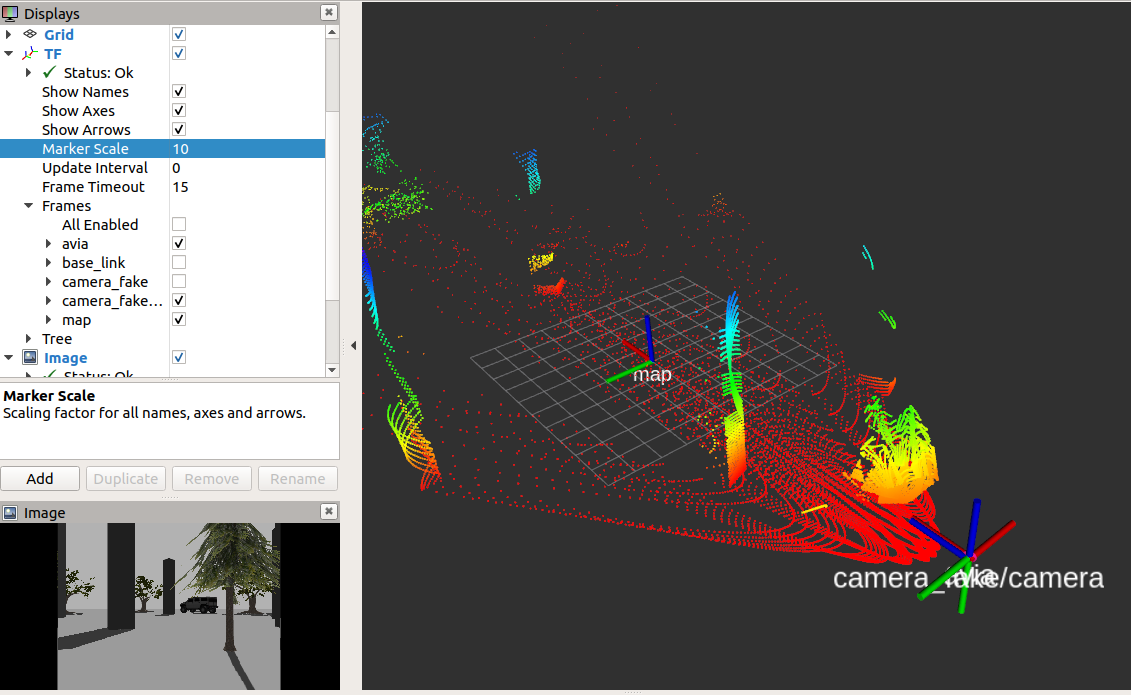 Displays
Grid
TF
Status: Ok
Show Names
Show Axes
Show Arrows
Marker Scale 10
Update Interval 0
Frame Timeout 15
Frames
All Enabled
avia
base_link
camera_fake
camera_fake...
map
Tree
Image
Status: Ok
Marker Scale
Scaling factor for all names, axes and arrows.
Add Duplicate Remove Rename
Image
map
camera_fake/camera